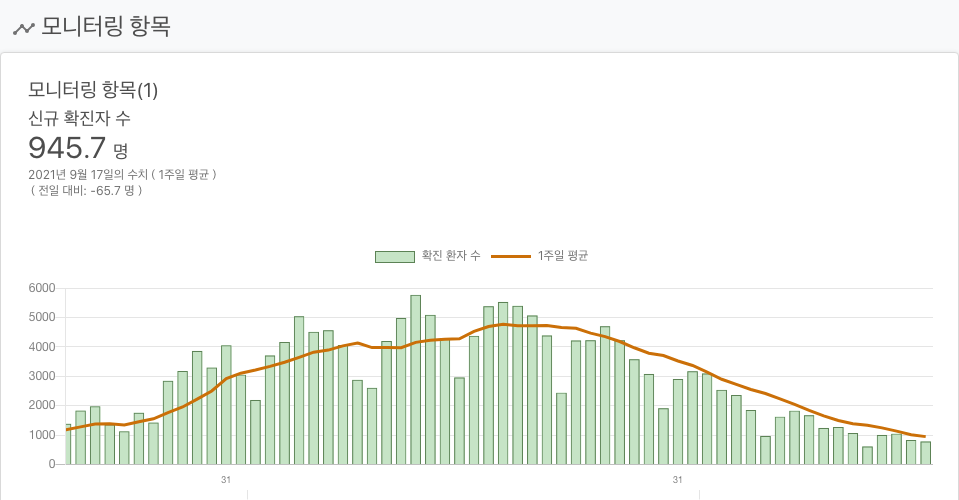 모니터링 항목
모니터링 항목(1)
신규 확진자 수
945.7 명
2021년 9월 17일의 수치 ( 1주일 평균 )
( 전일 대비: -65.7 명 )
확진 환자 수 1주일 평균
6000
5000
4000
3000
2000
1000
0
31 31